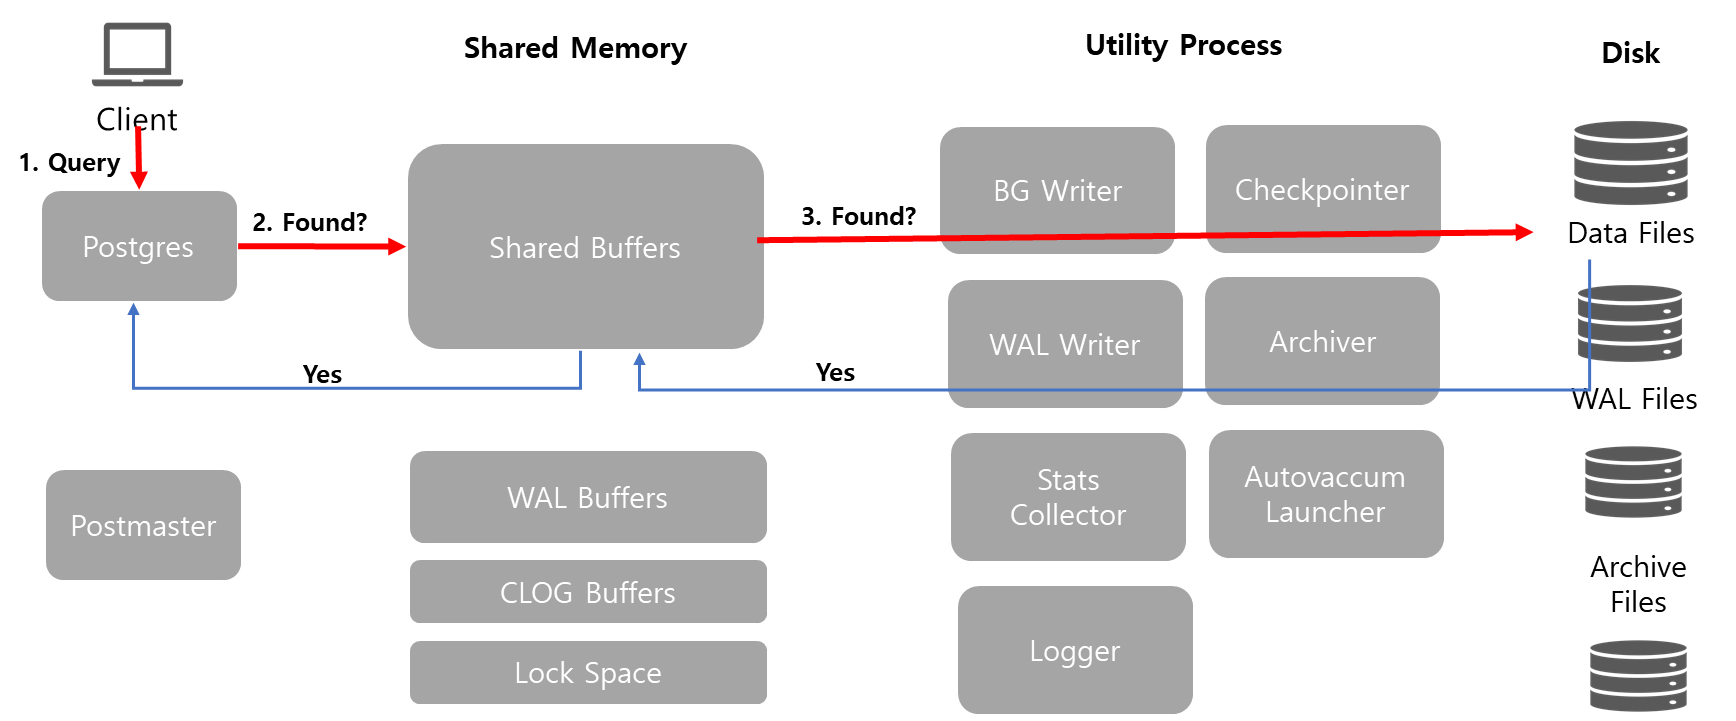 Shared Memory
Utility Process
Disk
Client
1. Query
Postgres
2. Found?
Shared Buffers
3. Found?
BG Writer
Checkpointer
Data Files
WAL Writer
Archiver
Yes
Yes
WAL Files
Postmaster
WAL Buffers
CLOG Buffers
Lock Space
Stats
Collector
Autovaccum
Launcher
Logger
Archive
Files